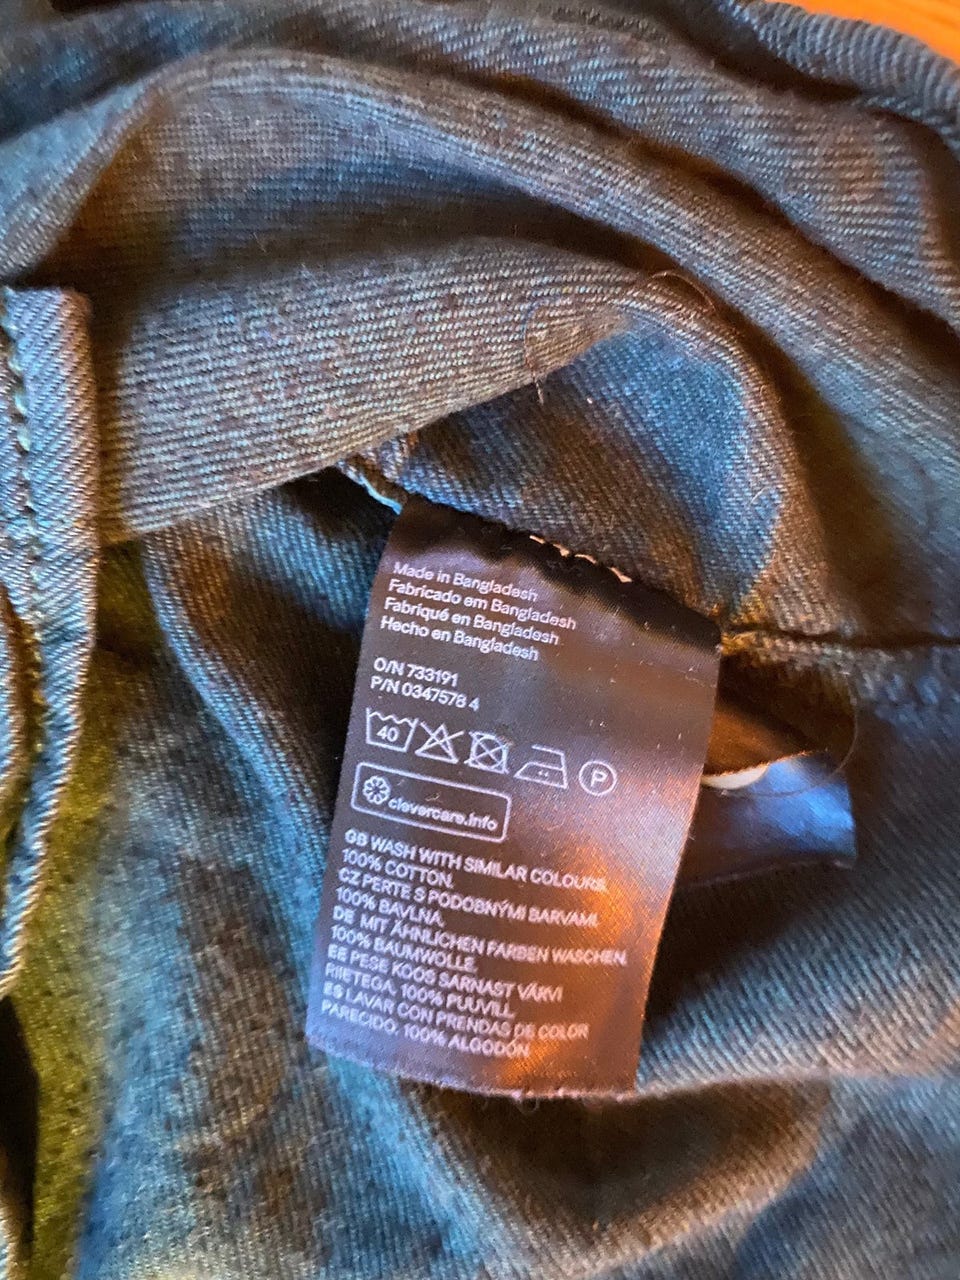 Made in Bangladesh
Fabricado em Bangladesh
Fabriqué en Bangladesh
Hecho en Bangladesh
O/N 733191
P/N 0347578 4
40 P
clevercare.info
GB WASH WITH SIMILAR COLOURS.
100% COTTON.
CZ PERTE S PODOBNÝMI BARVAMI.
100% BAVLNA.
DE MIT ÄHNLICHEN FARBEN WASCHEN.
100% BAUMWOLLE.
EE PESE KOOS SARNAST VÄRVI
RIIETEGA. 100% PUUVILL.
ES LAVAR CON PRENDAS DE COLOR
PARECIDO. 100% ALGODÓN.